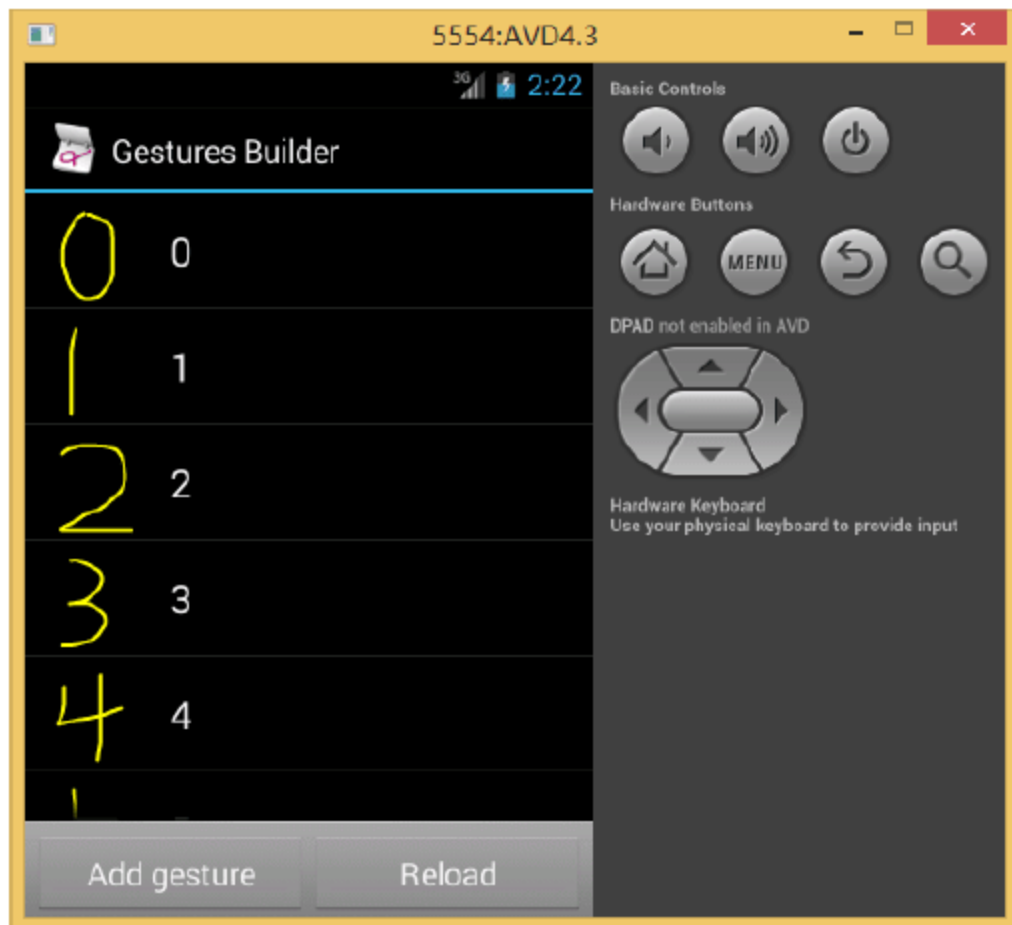 5554:AVD4.3
3G 2:22
Gestures Builder
0 0
1 1
2 2
3 3
4 4
Add gesture Reload
Basic Controls
Hardware Buttons
MENU
DPAD not enabled in AVD
Hardware Keyboard
Use your physical keyboard to provide input